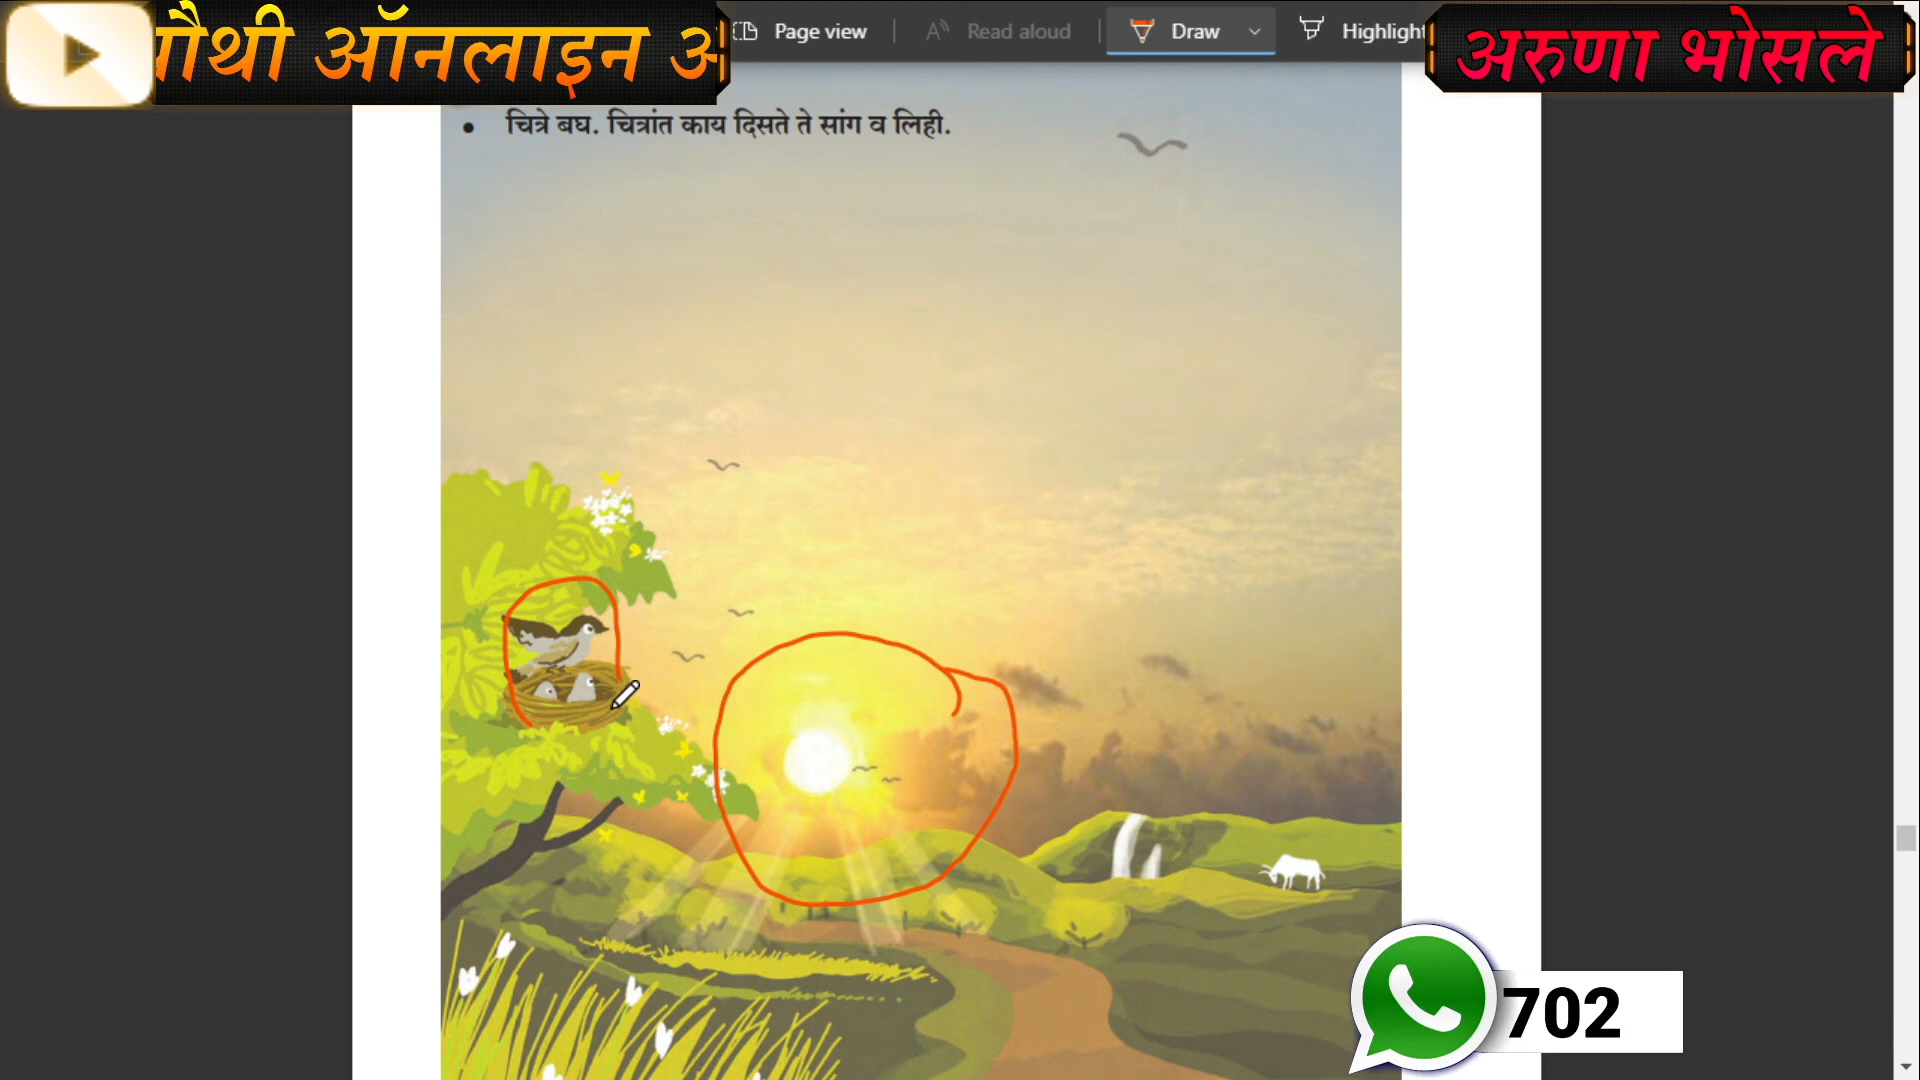 चौथी ऑनलाइन अ
Page view
Read aloud
Draw
Highlight
अरुणा भोसले
• चित्रे बघ. चित्रांत काय दिसते ते सांग व लिही.
702